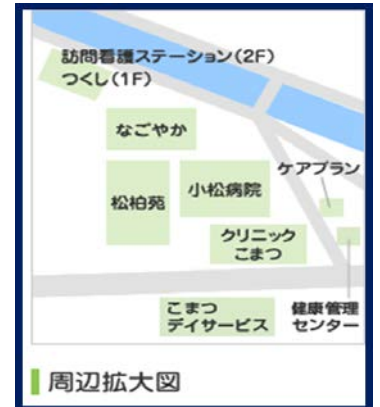 訪問看護ステーション(2F)
つくし(1F)
なごやか
ケアプラン
松柏苑
小松病院
クリニック
こまつ
こまつ
デイサービス
健康管理
センター
周辺拡大図